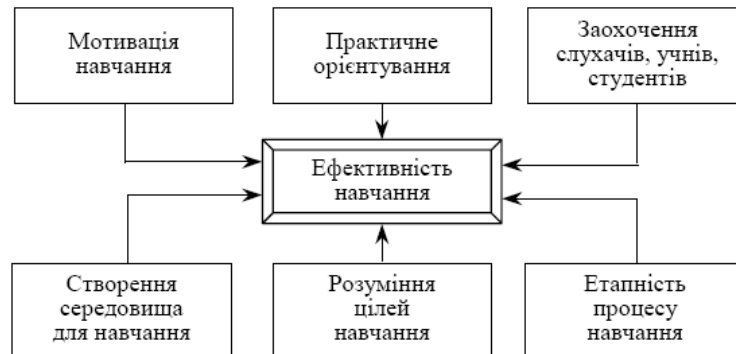 Мотивація
навчання
Практичне
орієнтування
Заохочення
слухачів, учнів,
студентів
Ефективність
навчання
Створення
середовища
для навчання
Розуміння
цілей
навчання
Етапність
процесу
навчання